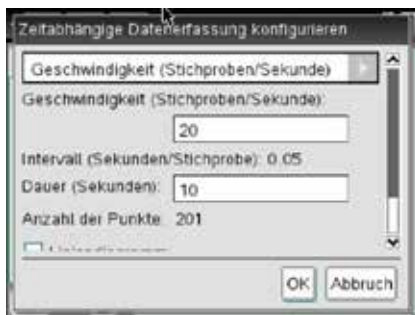 Zeitabhängige Datenerfassung konfigurieren
Geschwindigkeit (Stichproben/Sekunde)
Geschwindigkeit (Stichproben/Sekunde):
20
Intervall (Sekunden/Stichprobe): 0.05
Dauer (Sekunden): 10
Anzahl der Punkte: 201
OK Abbruch